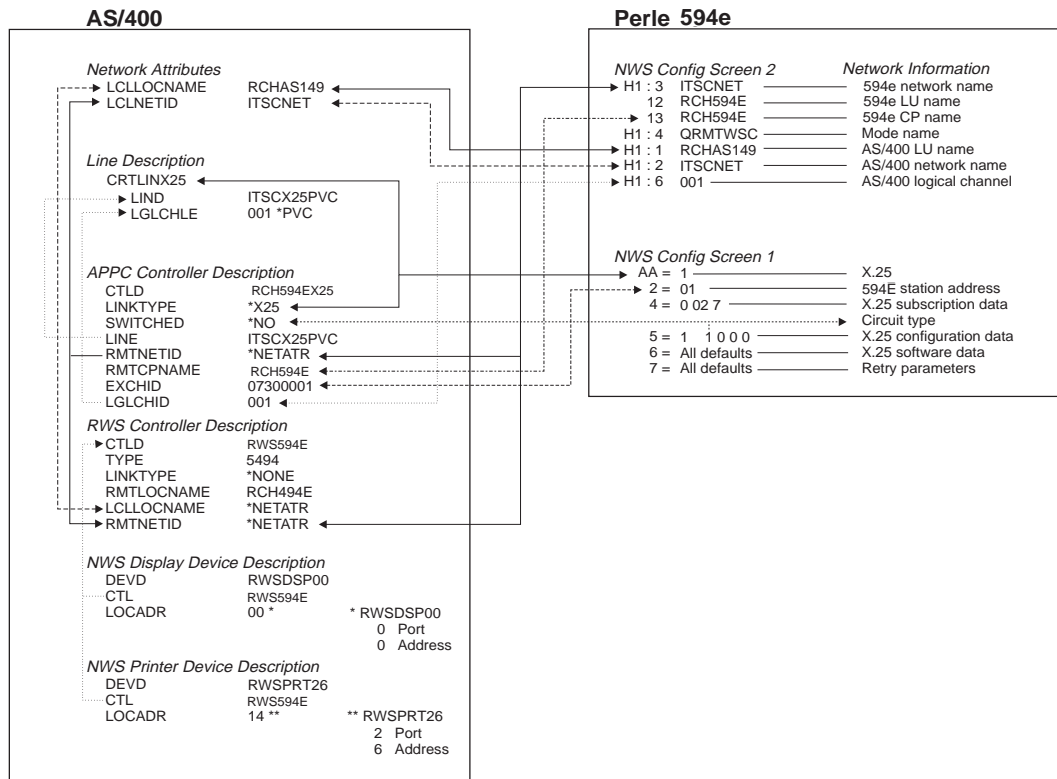 AS/400
Network Attributes
LCLLOCNAME RCHAS149
LCLNETID ITSCNET
Line Description
CRTLINX25
LIND ITSCX25PVC
LGLCHLE 001 *PVC
APPC Controller Description
CTLD RCH594EX25
LINKTYPE *X25
SWITCHED *NO
LINE ITSCX25PVC
RMTNETID *NETATR
RMTCPNAME RCH594E
EXCHID 07300001
LGLCHID 001
RWS Controller Description
CTLD RWS594E
TYPE 5494
LINKTYPE *NONE
RMTLOCNAME RCH494E
LCLLOCNAME *NETATR
RMTNETID *NETATR
NWS Display Device Description
DEVD RWSDSP00
CTL RWS594E
LOCADR 00 * * RWSDSP00
0 Port
0 Address
NWS Printer Device Description
DEVD RWSPRT26
CTL RWS594E
LOCADR 14 ** ** RWSPRT26
2 Port
6 Address
Perle 594e
NWS Config Screen 2 Network Information
H1 : 3 ITSCNET 594e network name
12 RCH594E 594e LU name
13 RCH594E 594e CP name
H1 : 4 QRMTWSC Mode name
H1 : 1 RCHAS149 AS/400 LU name
H1 : 2 ITSCNET AS/400 network name
H1 : 6 001 AS/400 logical channel
NWS Config Screen 1
AA = 1 X.25
2 = 01 594E station address
4 = 0 02 7 X.25 subscription data
Circuit type
5 = 1 1 0 0 0 X.25 configuration data
6 = All defaults X.25 software data
7 = All defaults Retry parameters